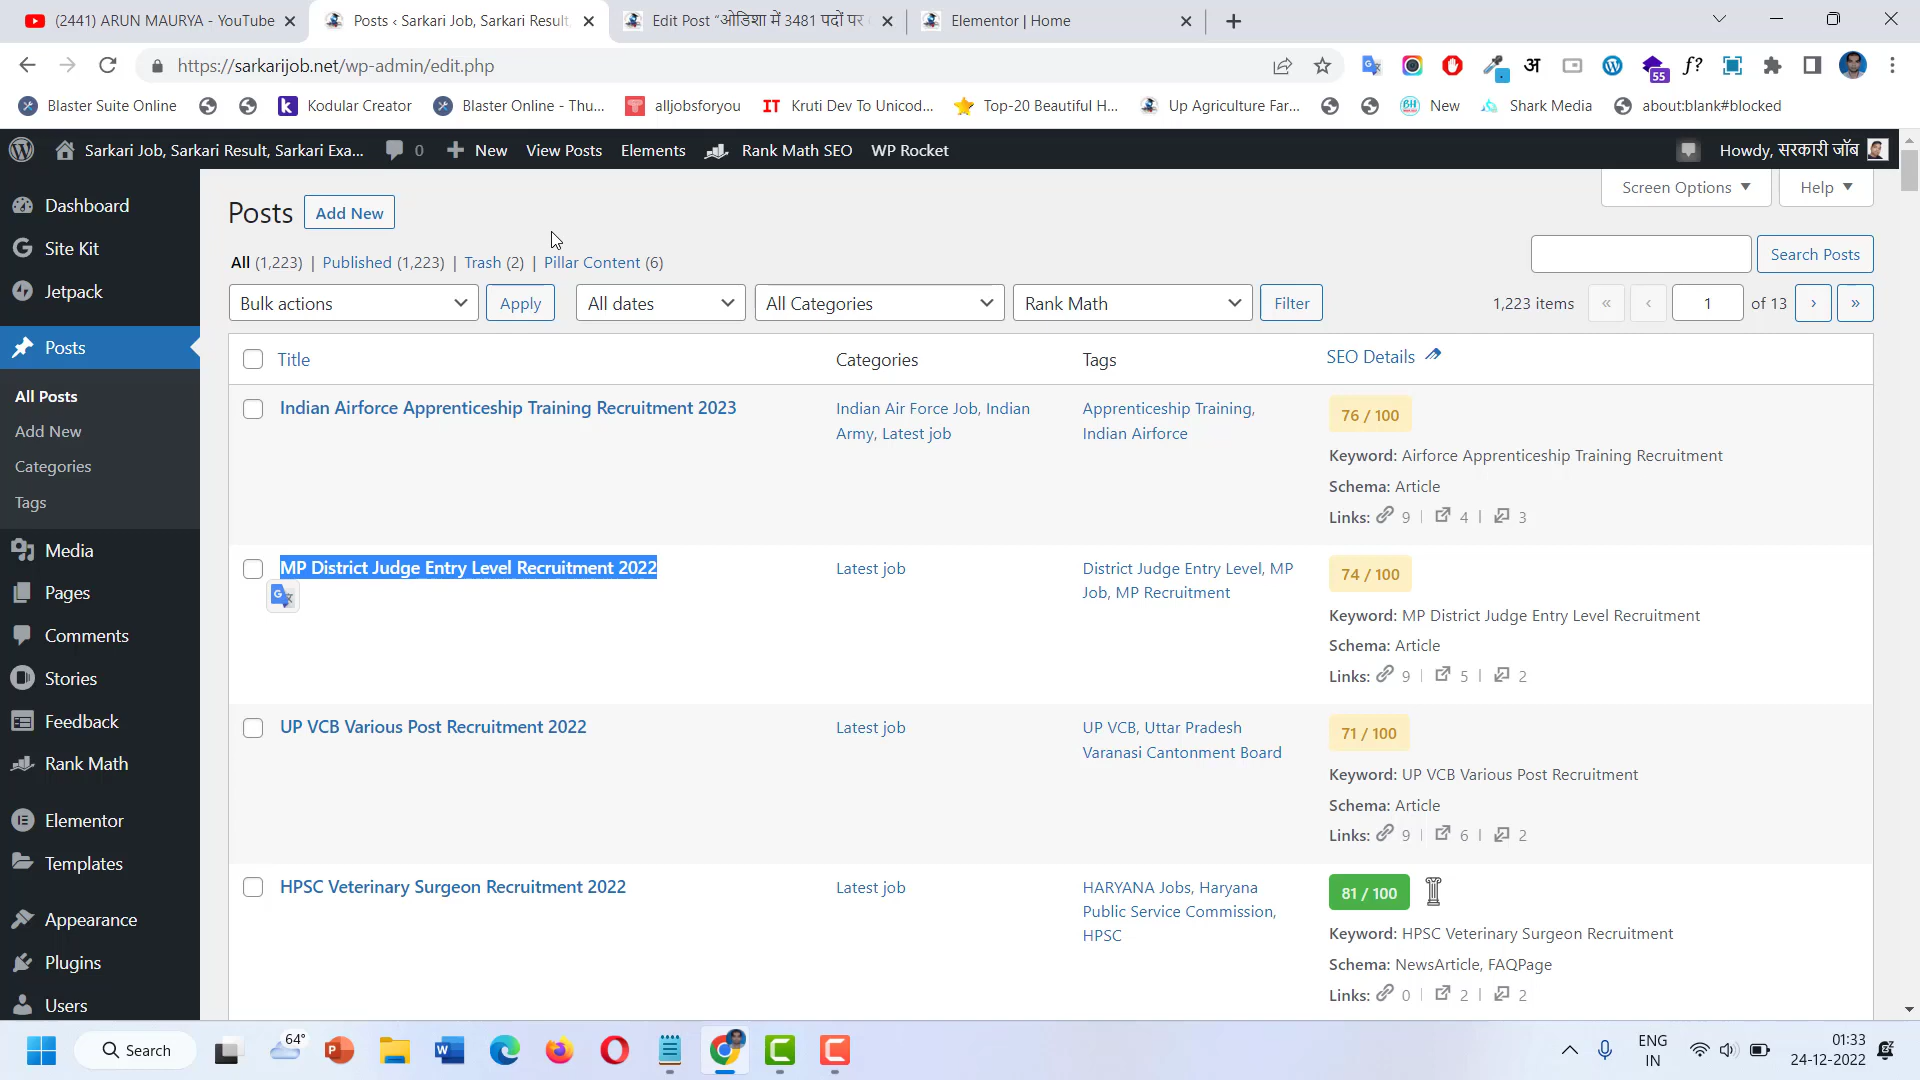 (2441) ARUN MAURYA - YouTube
Posts ‹ Sarkari Job, Sarkari Result,
Edit Post “ओडिशा में 3481 पदों पर
Elementor | Home
https://sarkarijob.net/wp-admin/edit.php
55
Blaster Suite Online
Kodular Creator
Blaster Online - Thu...
alljobsforyou
Kruti Dev To Unicod...
Top-20 Beautiful H...
Up Agriculture Far...
New
Shark Media
about:blank#blocked
Sarkari Job, Sarkari Result, Sarkari Exa...
0
New
View Posts
Elements
Rank Math SEO
WP Rocket
Howdy, सरकारी जॉब
Dashboard
Site Kit
Jetpack
Posts
All Posts
Add New
Categories
Tags
Media
Pages
Comments
Stories
Feedback
Rank Math
Elementor
Templates
Appearance
Plugins
Users
Posts
Add New
Screen Options
Help
All (1,223) | Published (1,223) | Trash (2) | Pillar Content (6)
Search Posts
Bulk actions
Apply
All dates
All Categories
Rank Math
Filter
1,223 items
«
‹
1
of 13
›
»
Title
Categories
Tags
SEO Details
Indian Airforce Apprenticeship Training Recruitment 2023
Indian Air Force Job, Indian
Army, Latest job
Apprenticeship Training,
Indian Airforce
76 / 100
Keyword: Airforce Apprenticeship Training Recruitment
Schema: Article
Links: 9 | 4 | 3
MP District Judge Entry Level Recruitment 2022
Latest job
District Judge Entry Level, MP
Job, MP Recruitment
74 / 100
Keyword: MP District Judge Entry Level Recruitment
Schema: Article
Links: 9 | 5 | 2
UP VCB Various Post Recruitment 2022
Latest job
UP VCB, Uttar Pradesh
Varanasi Cantonment Board
71 / 100
Keyword: UP VCB Various Post Recruitment
Schema: Article
Links: 9 | 6 | 2
HPSC Veterinary Surgeon Recruitment 2022
Latest job
HARYANA Jobs, Haryana
Public Service Commission,
HPSC
81 / 100
Keyword: HPSC Veterinary Surgeon Recruitment
Schema: NewsArticle, FAQPage
Links: 0 | 2 | 2
Search
64°
ENG
IN
01:33
24-12-2022